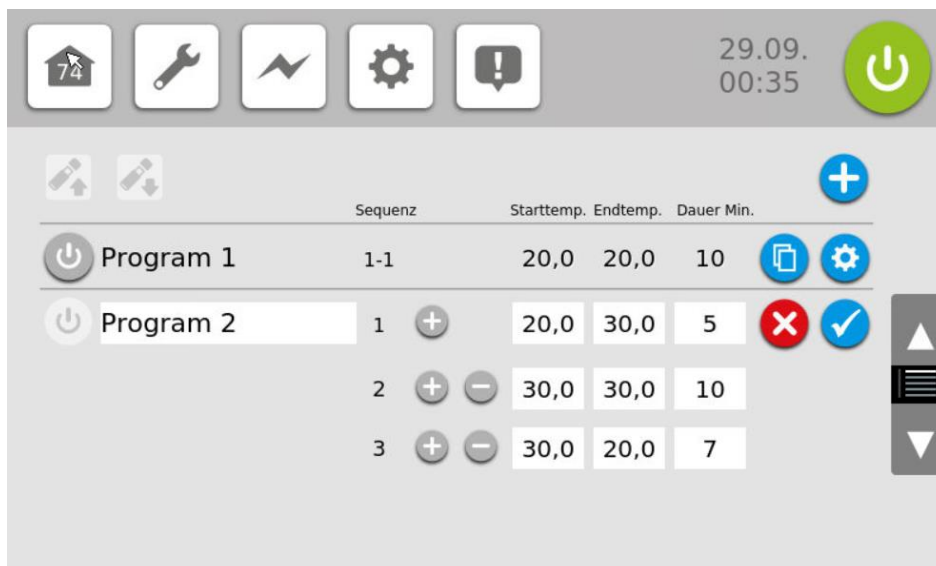 74
29.09.
00:35
Sequenz Starttemp. Endtemp. Dauer Min.
Program 1 1-1 20,0 20,0 10
Program 2 1 20,0 30,0 5
2 30,0 30,0 10
3 30,0 20,0 7